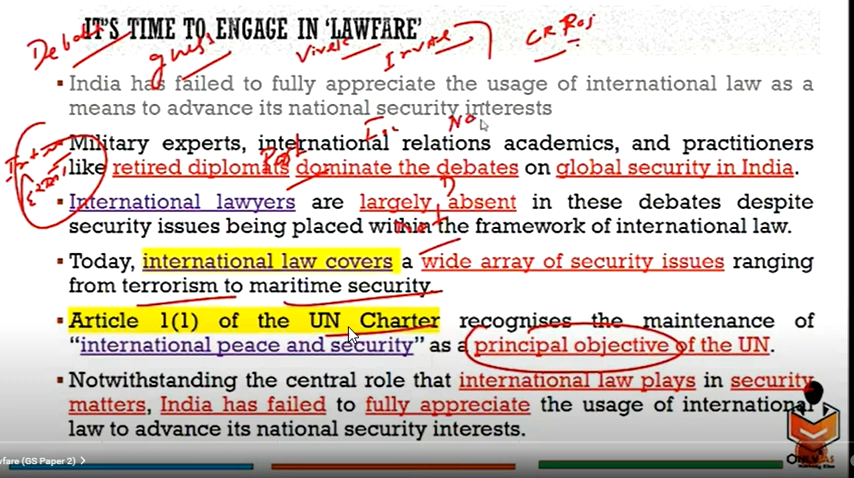 IT'S TIME TO ENGAGE IN 'LAWFARE'
Debate
guess
Invite
▪ India has failed to fully appreciate the usage of international law as a
means to advance its national security interests
No
▪ Military experts, international relations academics, and practitioners
like retired diplomats dominate the debates on global security in India.
▪ International lawyers are largely absent in these debates despite
security issues being placed within the framework of international law.
▪ Today, international law covers a wide array of security issues ranging
from terrorism to maritime security.
▪ Article 1(1) of the UN Charter recognises the maintenance of
"international peace and security" as a principal objective of the UN.
▪ Notwithstanding the central role that international law plays in security
matters, India has failed to fully appreciate the usage of international
law to advance its national security interests.
wfare (GS Paper 2) >